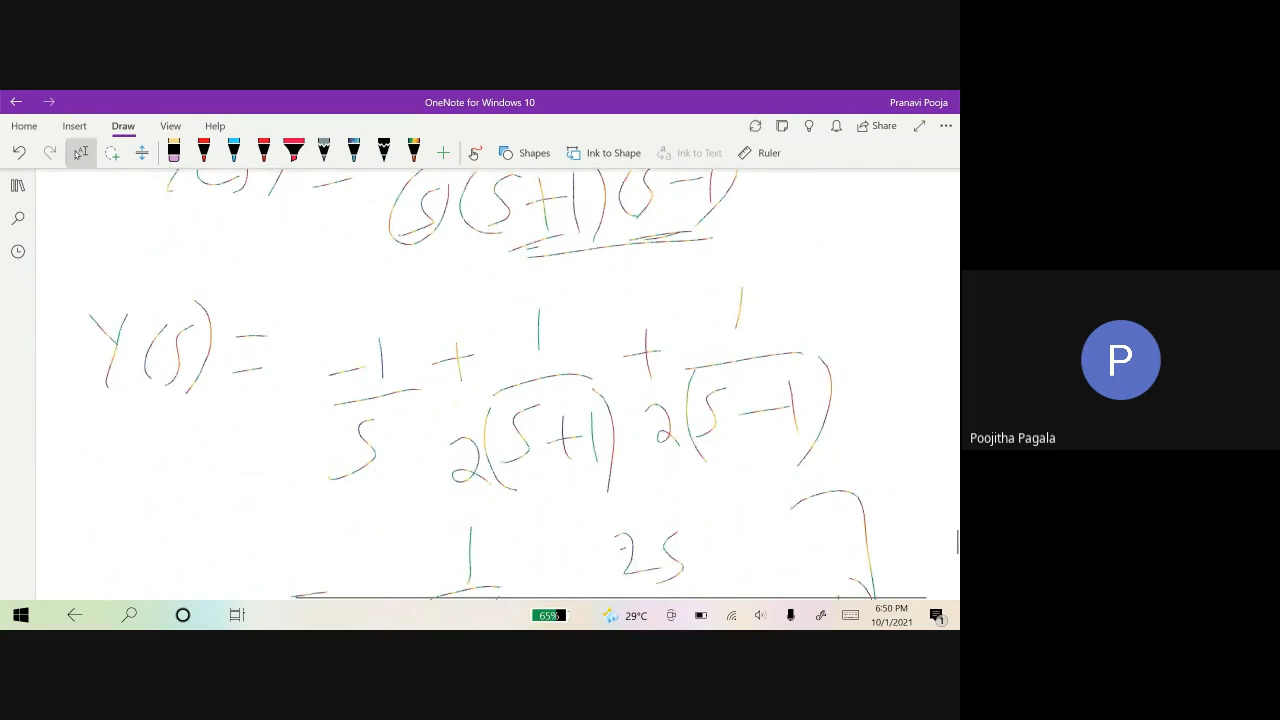 OneNote for Windows 10
Pranavi Pooja
Home Insert Draw View Help
Share
Shapes Ink to Shape Ink to Text Ruler
s(s+1)(s-1)
Y(s) = -1/s + 1/2(s+1) + 1/2(s-1)
1 2s
P
Poojitha Pagala
65% 29°C 6:50 PM
10/1/2021
1